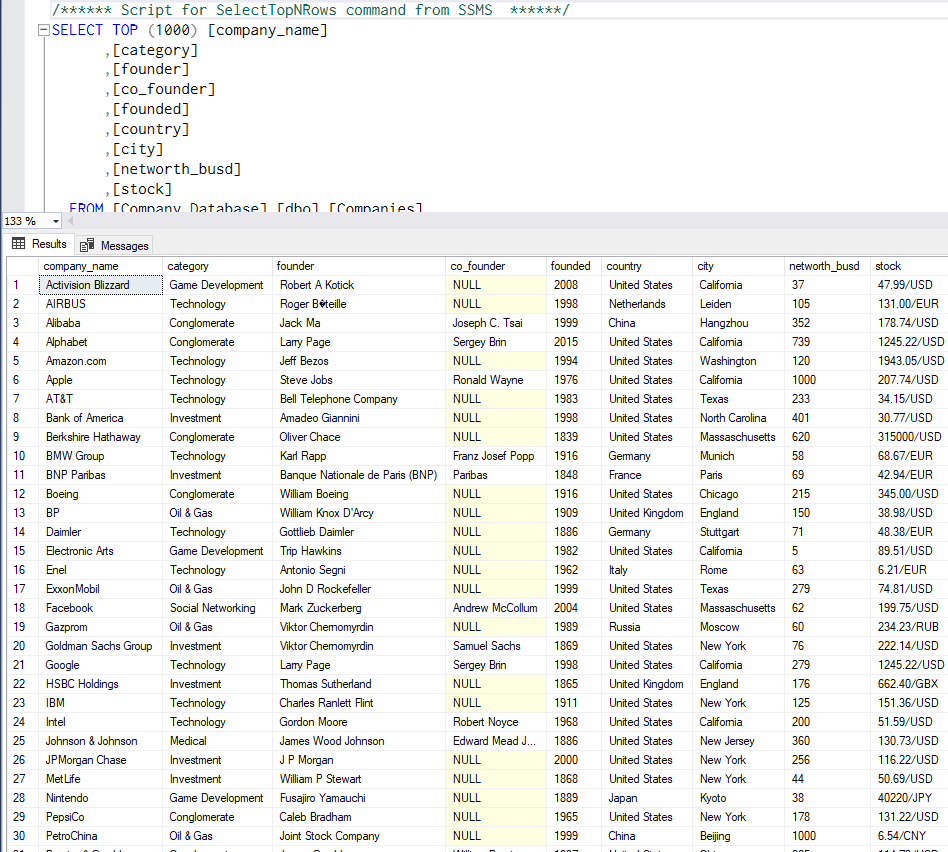 /****** Script for SelectTopNRows command from SSMS ******/
SELECT TOP (1000) [company_name]
,[category]
,[founder]
,[co_founder]
,[founded]
,[country]
,[city]
,[networth_busd]
,[stock]
FROM [Company Database].[dbo].[Companies]
133 %
Results Messages
company_name category founder co_founder founded country city networth_busd stock
1 Activision Blizzard Game Development Robert A Kotick NULL 2008 United States California 37 47.99/USD
2 AIRBUS Technology Roger B�teille NULL 1998 Netherlands Leiden 105 131.00/EUR
3 Alibaba Conglomerate Jack Ma Joseph C. Tsai 1999 China Hangzhou 352 178.74/USD
4 Alphabet Conglomerate Larry Page Sergey Brin 2015 United States California 739 1245.22/USD
5 Amazon.com Technology Jeff Bezos NULL 1994 United States Washington 120 1943.05/USD
6 Apple Technology Steve Jobs Ronald Wayne 1976 United States California 1000 207.74/USD
7 AT&T Technology Bell Telephone Company NULL 1983 United States Texas 233 34.15/USD
8 Bank of America Investment Amadeo Giannini NULL 1998 United States North Carolina 401 30.77/USD
9 Berkshire Hathaway Conglomerate Oliver Chace NULL 1839 United States Massaschusetts 620 315000/USD
10 BMW Group Technology Karl Rapp Franz Josef Popp 1916 Germany Munich 58 68.67/EUR
11 BNP Paribas Investment Banque Nationale de Paris (BNP) Paribas 1848 France Paris 69 42.94/EUR
12 Boeing Conglomerate William Boeing NULL 1916 United States Chicago 215 345.00/USD
13 BP Oil & Gas William Knox D'Arcy NULL 1909 United Kingdom England 150 38.98/USD
14 Daimler Technology Gottlieb Daimler NULL 1886 Germany Stuttgart 71 48.38/EUR
15 Electronic Arts Game Development Trip Hawkins NULL 1982 United States California 5 89.51/USD
16 Enel Technology Antonio Segni NULL 1962 Italy Rome 63 6.21/EUR
17 ExxonMobil Oil & Gas John D Rockefeller NULL 1999 United States Texas 279 74.81/USD
18 Facebook Social Networking Mark Zuckerberg Andrew McCollum 2004 United States Massaschusetts 62 199.75/USD
19 Gazprom Oil & Gas Viktor Chernomyrdin NULL 1989 Russia Moscow 60 234.23/RUB
20 Goldman Sachs Group Investment Viktor Chernomyrdin Samuel Sachs 1869 United States New York 76 222.14/USD
21 Google Technology Larry Page Sergey Brin 1998 United States California 279 1245.22/USD
22 HSBC Holdings Investment Thomas Sutherland NULL 1865 United Kingdom England 176 662.40/GBX
23 IBM Technology Charles Ranlett Flint NULL 1911 United States New York 125 151.36/USD
24 Intel Technology Gordon Moore Robert Noyce 1968 United States California 200 51.59/USD
25 Johnson & Johnson Medical James Wood Johnson Edward Mead J... 1886 United States New Jersey 360 130.73/USD
26 JPMorgan Chase Investment J P Morgan NULL 2000 United States New York 256 116.22/USD
27 MetLife Investment William P Stewart NULL 1868 United States New York 44 50.69/USD
28 Nintendo Game Development Fusajiro Yamauchi NULL 1889 Japan Kyoto 38 40220/JPY
29 PepsiCo Conglomerate Caleb Bradham NULL 1965 United States New York 178 131.22/USD
30 PetroChina Oil & Gas Joint Stock Company NULL 1999 China Beijing 1000 6.54/CNY